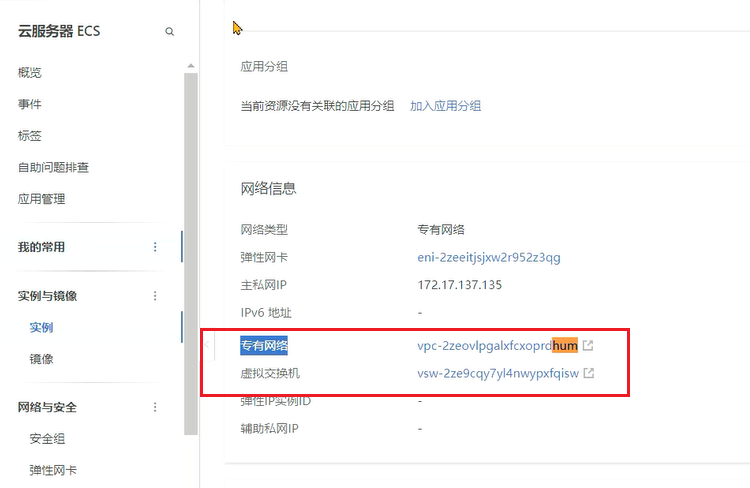 云服务器 ECS
概览
事件
标签
自助问题排查
应用管理
我的常用
实例与镜像
实例
镜像
网络与安全
安全组
弹性网卡
应用分组
当前资源没有关联的应用分组 加入应用分组
网络信息
网络类型 专有网络
弹性网卡 eni-2zeeitjsjxw2r952z3qg
主私网IP 172.17.137.135
IPv6 地址 -
专有网络 vpc-2zeovlpgalxfcxoprdhum
虚拟交换机 vsw-2ze9cqy7yl4nwypxfqisw
弹性IP实例ID -
辅助私网IP -